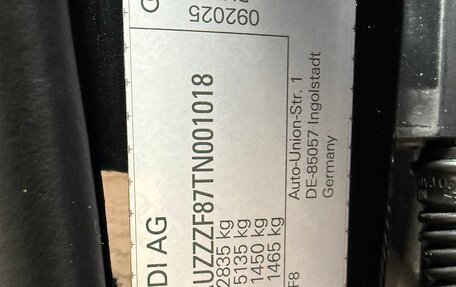 DI AG
UZZZF87TN001018
2835 kg
5135 kg
1450 kg
1465 kg
F8
092025
Auto-Union-Str. 1
DE-85057 Ingolstadt
Germany